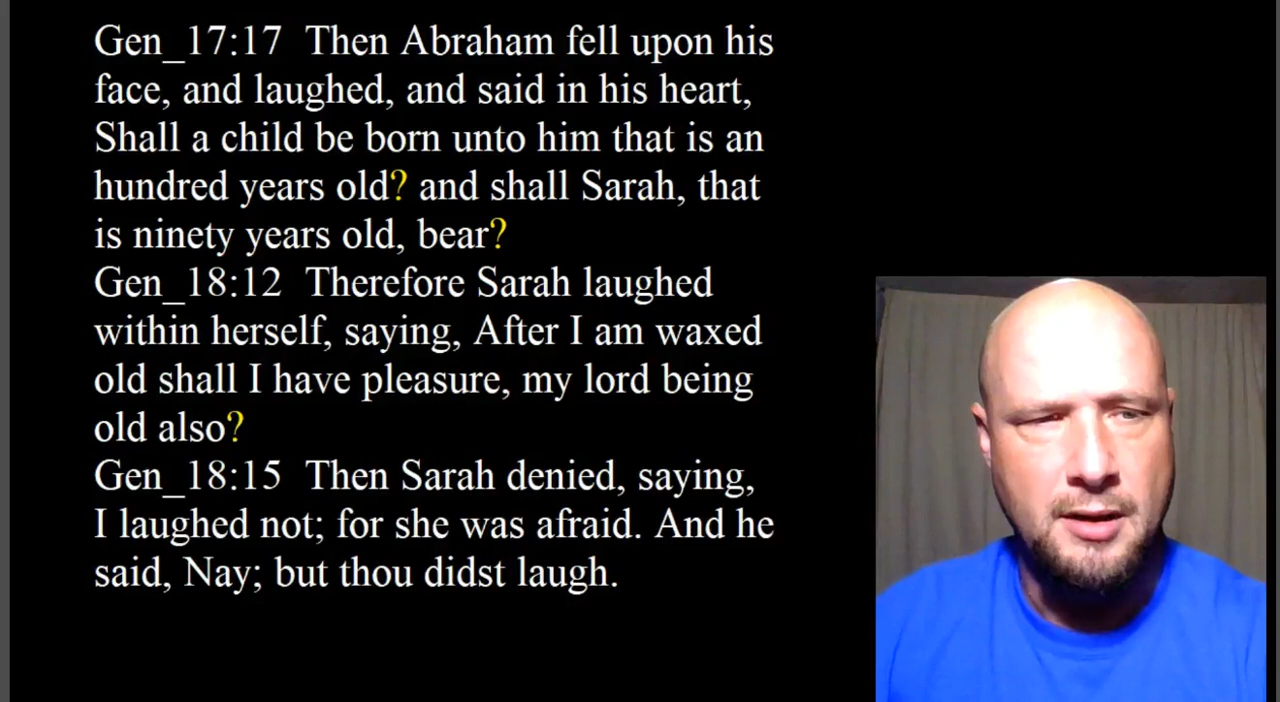 Gen_17:17 Then Abraham fell upon his
face, and laughed, and said in his heart,
Shall a child be born unto him that is an
hundred years old? and shall Sarah, that
is ninety years old, bear?
Gen_18:12 Therefore Sarah laughed
within herself, saying, After I am waxed
old shall I have pleasure, my lord being
old also?
Gen_18:15 Then Sarah denied, saying,
I laughed not; for she was afraid. And he
said, Nay; but thou didst laugh.